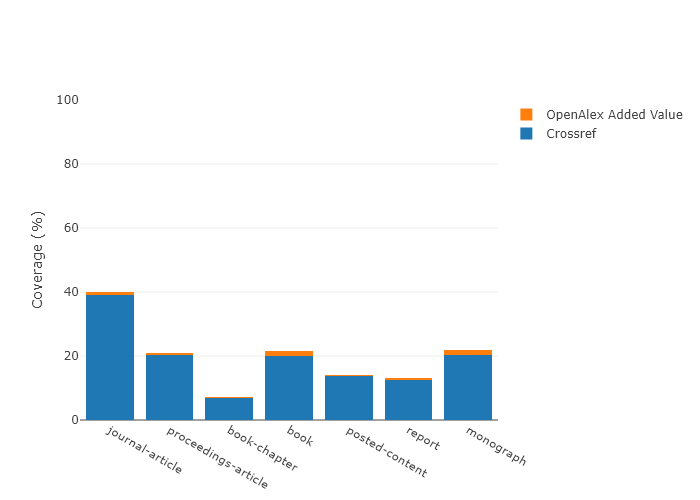 100
80
60
40
20
0
Coverage (%)
OpenAlex Added Value
Crossref
journal-article
proceedings-article
book-chapter
book
posted-content
report
monograph